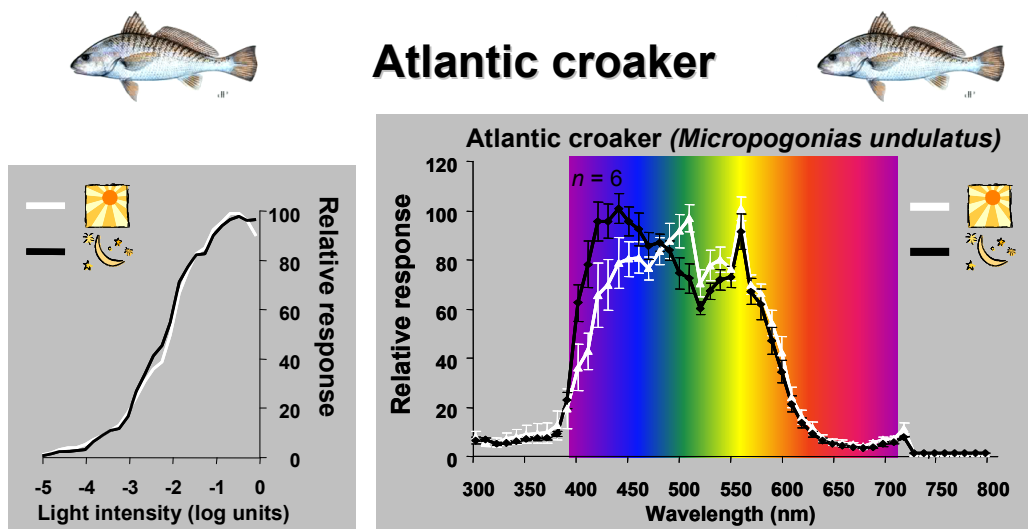 Atlantic croaker
100
80
60
40
20
0
Relative response
-5 -4 -3 -2 -1 0
Light intensity (log units)
Atlantic croaker (Micropogonias undulatus)
n = 6
120
100
80
60
40
20
0
Relative response
300 350 400 450 500 550 600 650 700 750 800
Wavelength (nm)